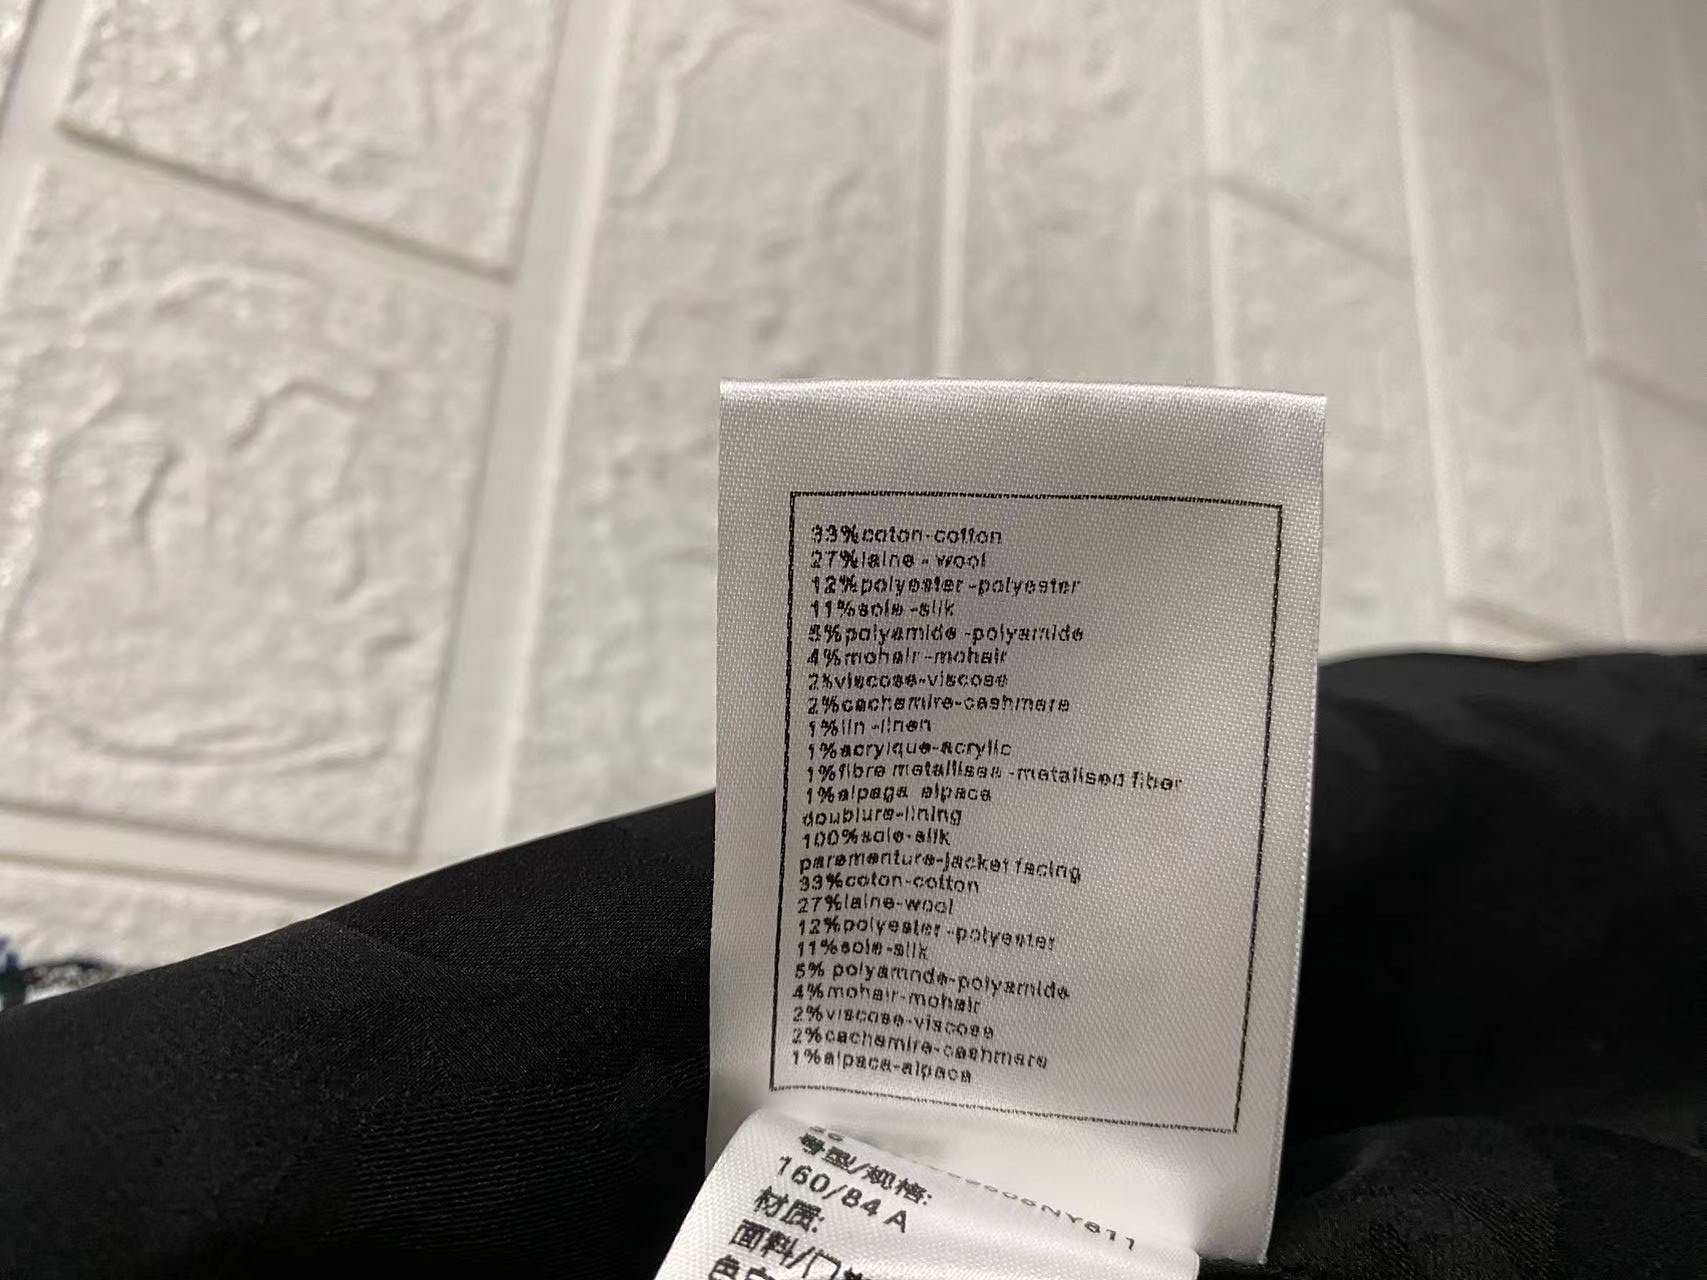 33%coton-cotton
27%laine - wool
12%polyester-polyester
11%soie-silk
5%polyamide-polyamide
4%mohair-mohair
2%viscose-viscose
2%cachemire-cashmere
1%lin-linen
1%acrylique-acrylic
1%fibre metallisee-metalised fiber
1%alpaga alpaca
doublure-lining
100%soie-silk
parementure-jacket facing
33%coton-cotton
27%laine-wool
12%polyester-polyester
11%soie-silk
5% polyamide-polyamide
4%mohair-mohair
2%viscose-viscose
2%cachemire-cashmere
1%alpaca-alpaca
号型/规格:
160/84 A
材质:
面料/门